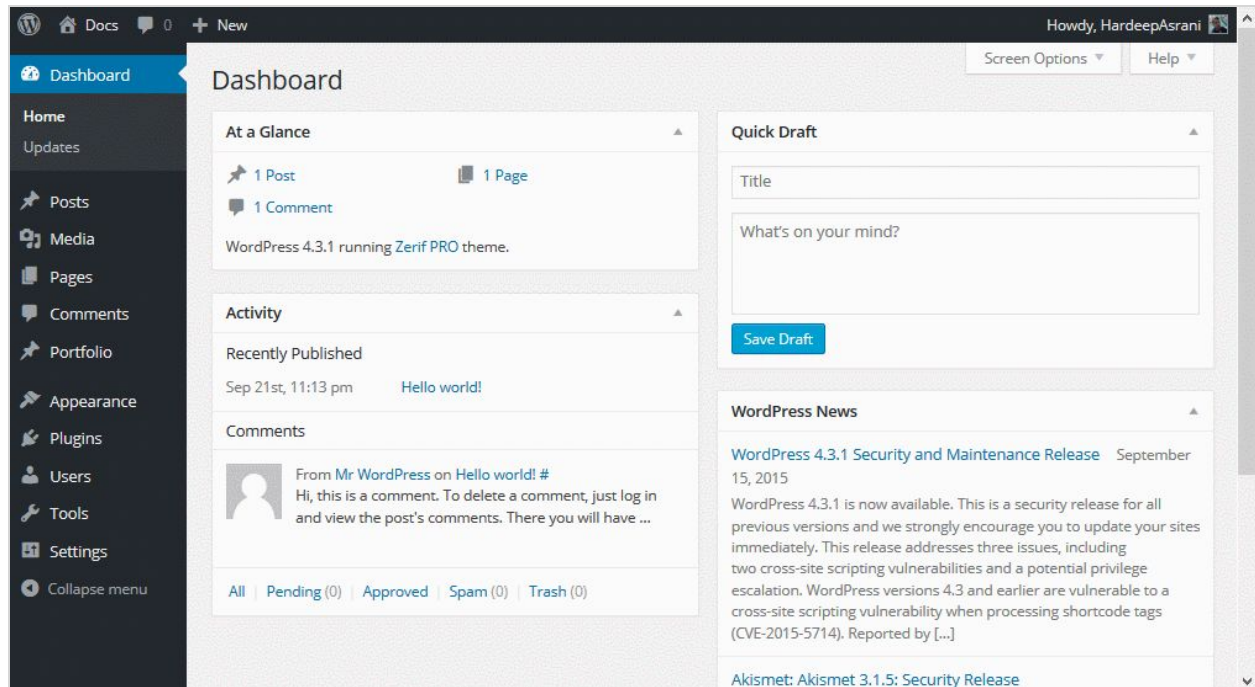 Docs 0 + New
Howdy, HardeepAsrani
Dashboard
Home
Updates
Posts
Media
Pages
Comments
Portfolio
Appearance
Plugins
Users
Tools
Settings
Collapse menu
Screen Options
Help
Dashboard
At a Glance
1 Post
1 Page
1 Comment
WordPress 4.3.1 running Zerif PRO theme.
Activity
Recently Published
Sep 21st, 11:13 pm Hello world!
Comments
From Mr WordPress on Hello world! #
Hi, this is a comment. To delete a comment, just log in
and view the post's comments. There you will have ...
All | Pending (0) | Approved | Spam (0) | Trash (0)
Quick Draft
Title
What's on your mind?
Save Draft
WordPress News
WordPress 4.3.1 Security and Maintenance Release September
15, 2015
WordPress 4.3.1 is now available. This is a security release for all
previous versions and we strongly encourage you to update your sites
immediately. This release addresses three issues, including
two cross-site scripting vulnerabilities and a potential privilege
escalation. WordPress versions 4.3 and earlier are vulnerable to a
cross-site scripting vulnerability when processing shortcode tags
(CVE-2015-5714). Reported by [...]
Akismet: Akismet 3.1.5: Security Release